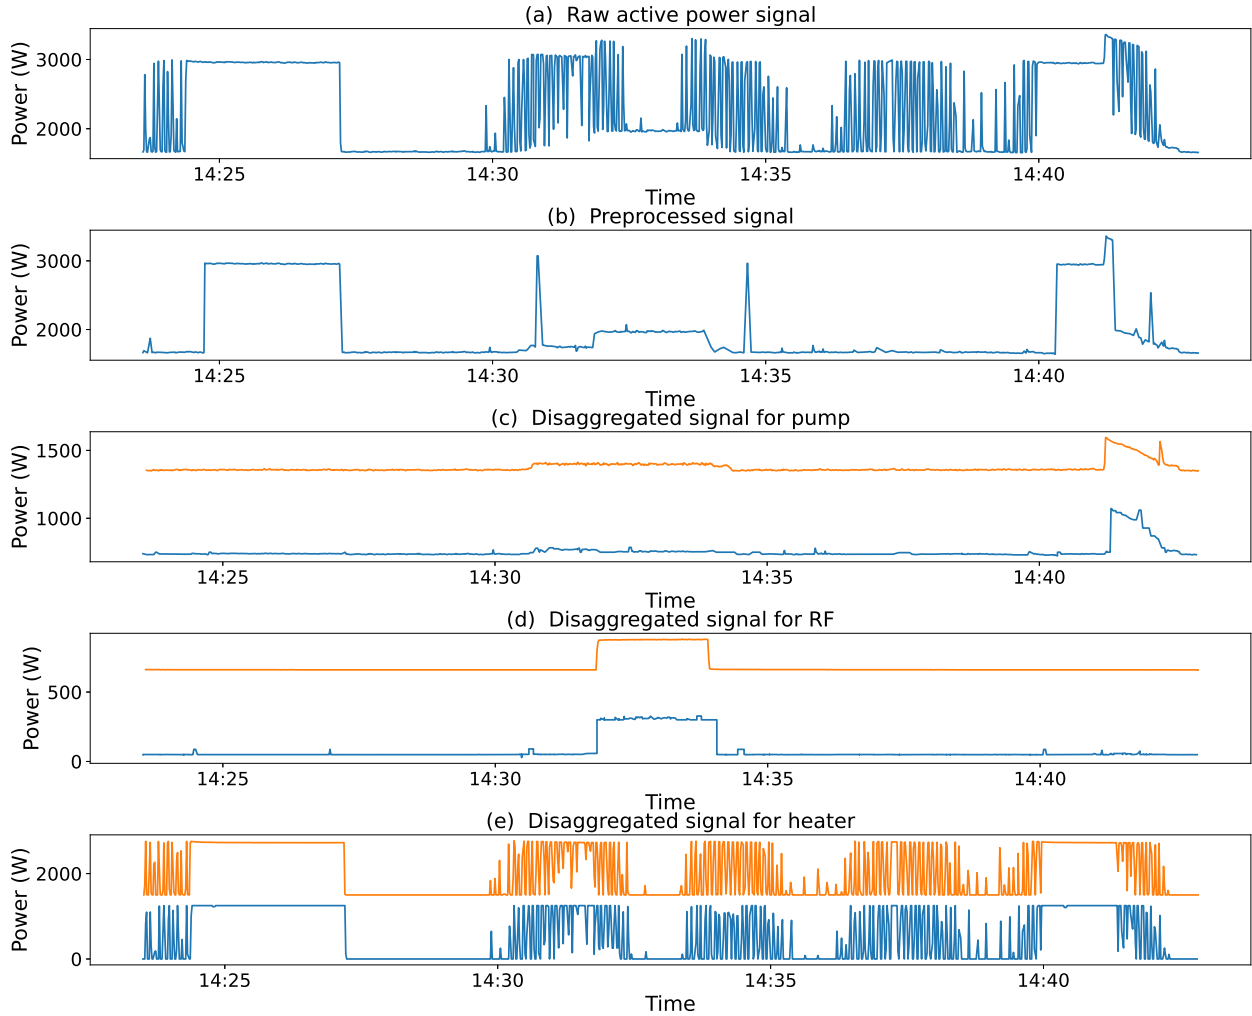 (a)  Raw active power signal
Power (W)
3000
2000
14:25 14:30 14:35 14:40
Time
(b)  Preprocessed signal
Power (W)
3000
2000
14:25 14:30 14:35 14:40
Time
(c)  Disaggregated signal for pump
Power (W)
1500
1000
14:25 14:30 14:35 14:40
Time
(d)  Disaggregated signal for RF
Power (W)
500
0
14:25 14:30 14:35 14:40
Time
(e)  Disaggregated signal for heater
Power (W)
2000
0
14:25 14:30 14:35 14:40
Time